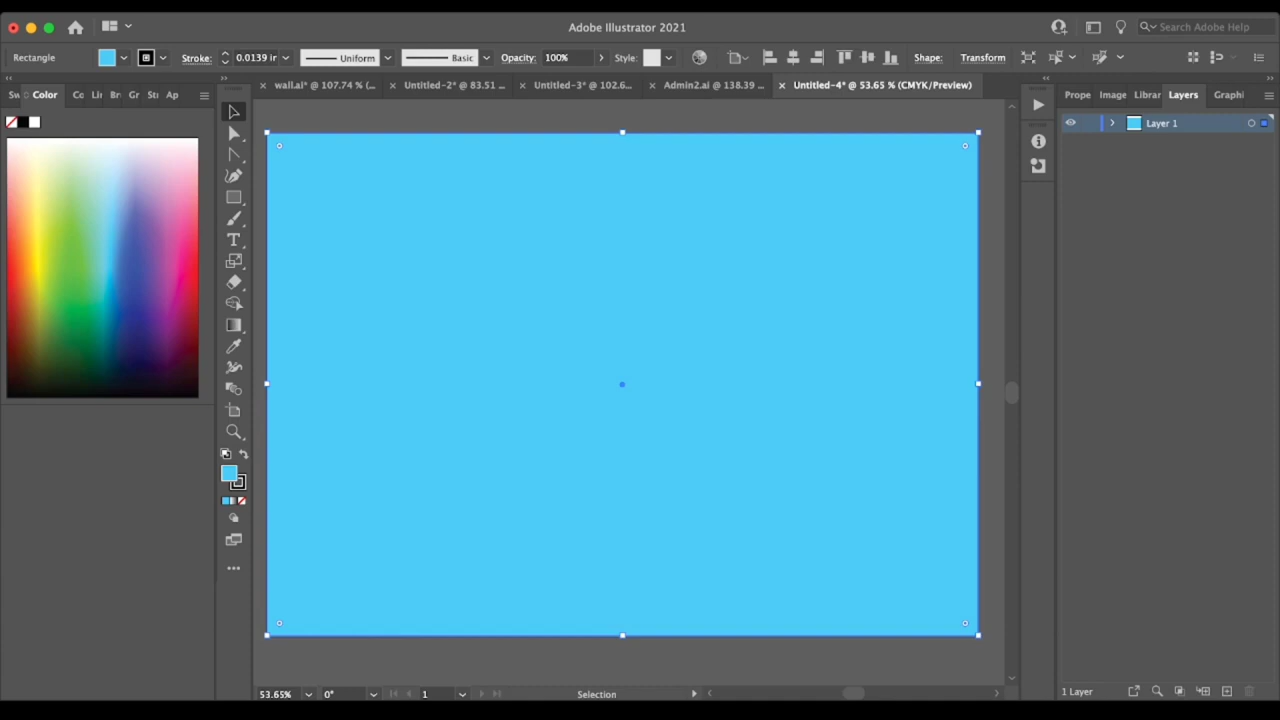 Adobe Illustrator 2021
Search Adobe Help
Rectangle Stroke: 0.0139 ir Uniform Basic Opacity: 100% Style: Shape: Transform
Sw Color Co Lin Br Gr St Ap
wall.ai* @ 107.74 % (... Untitled-2* @ 83.51 ... Untitled-3* @ 102.6... Admin2.ai @ 138.39 ... Untitled-4* @ 53.65 % (CMYK/Preview)
Prope Image Librar Layers Graphi
Layer 1
53.65% 0° 1 Selection
1 Layer